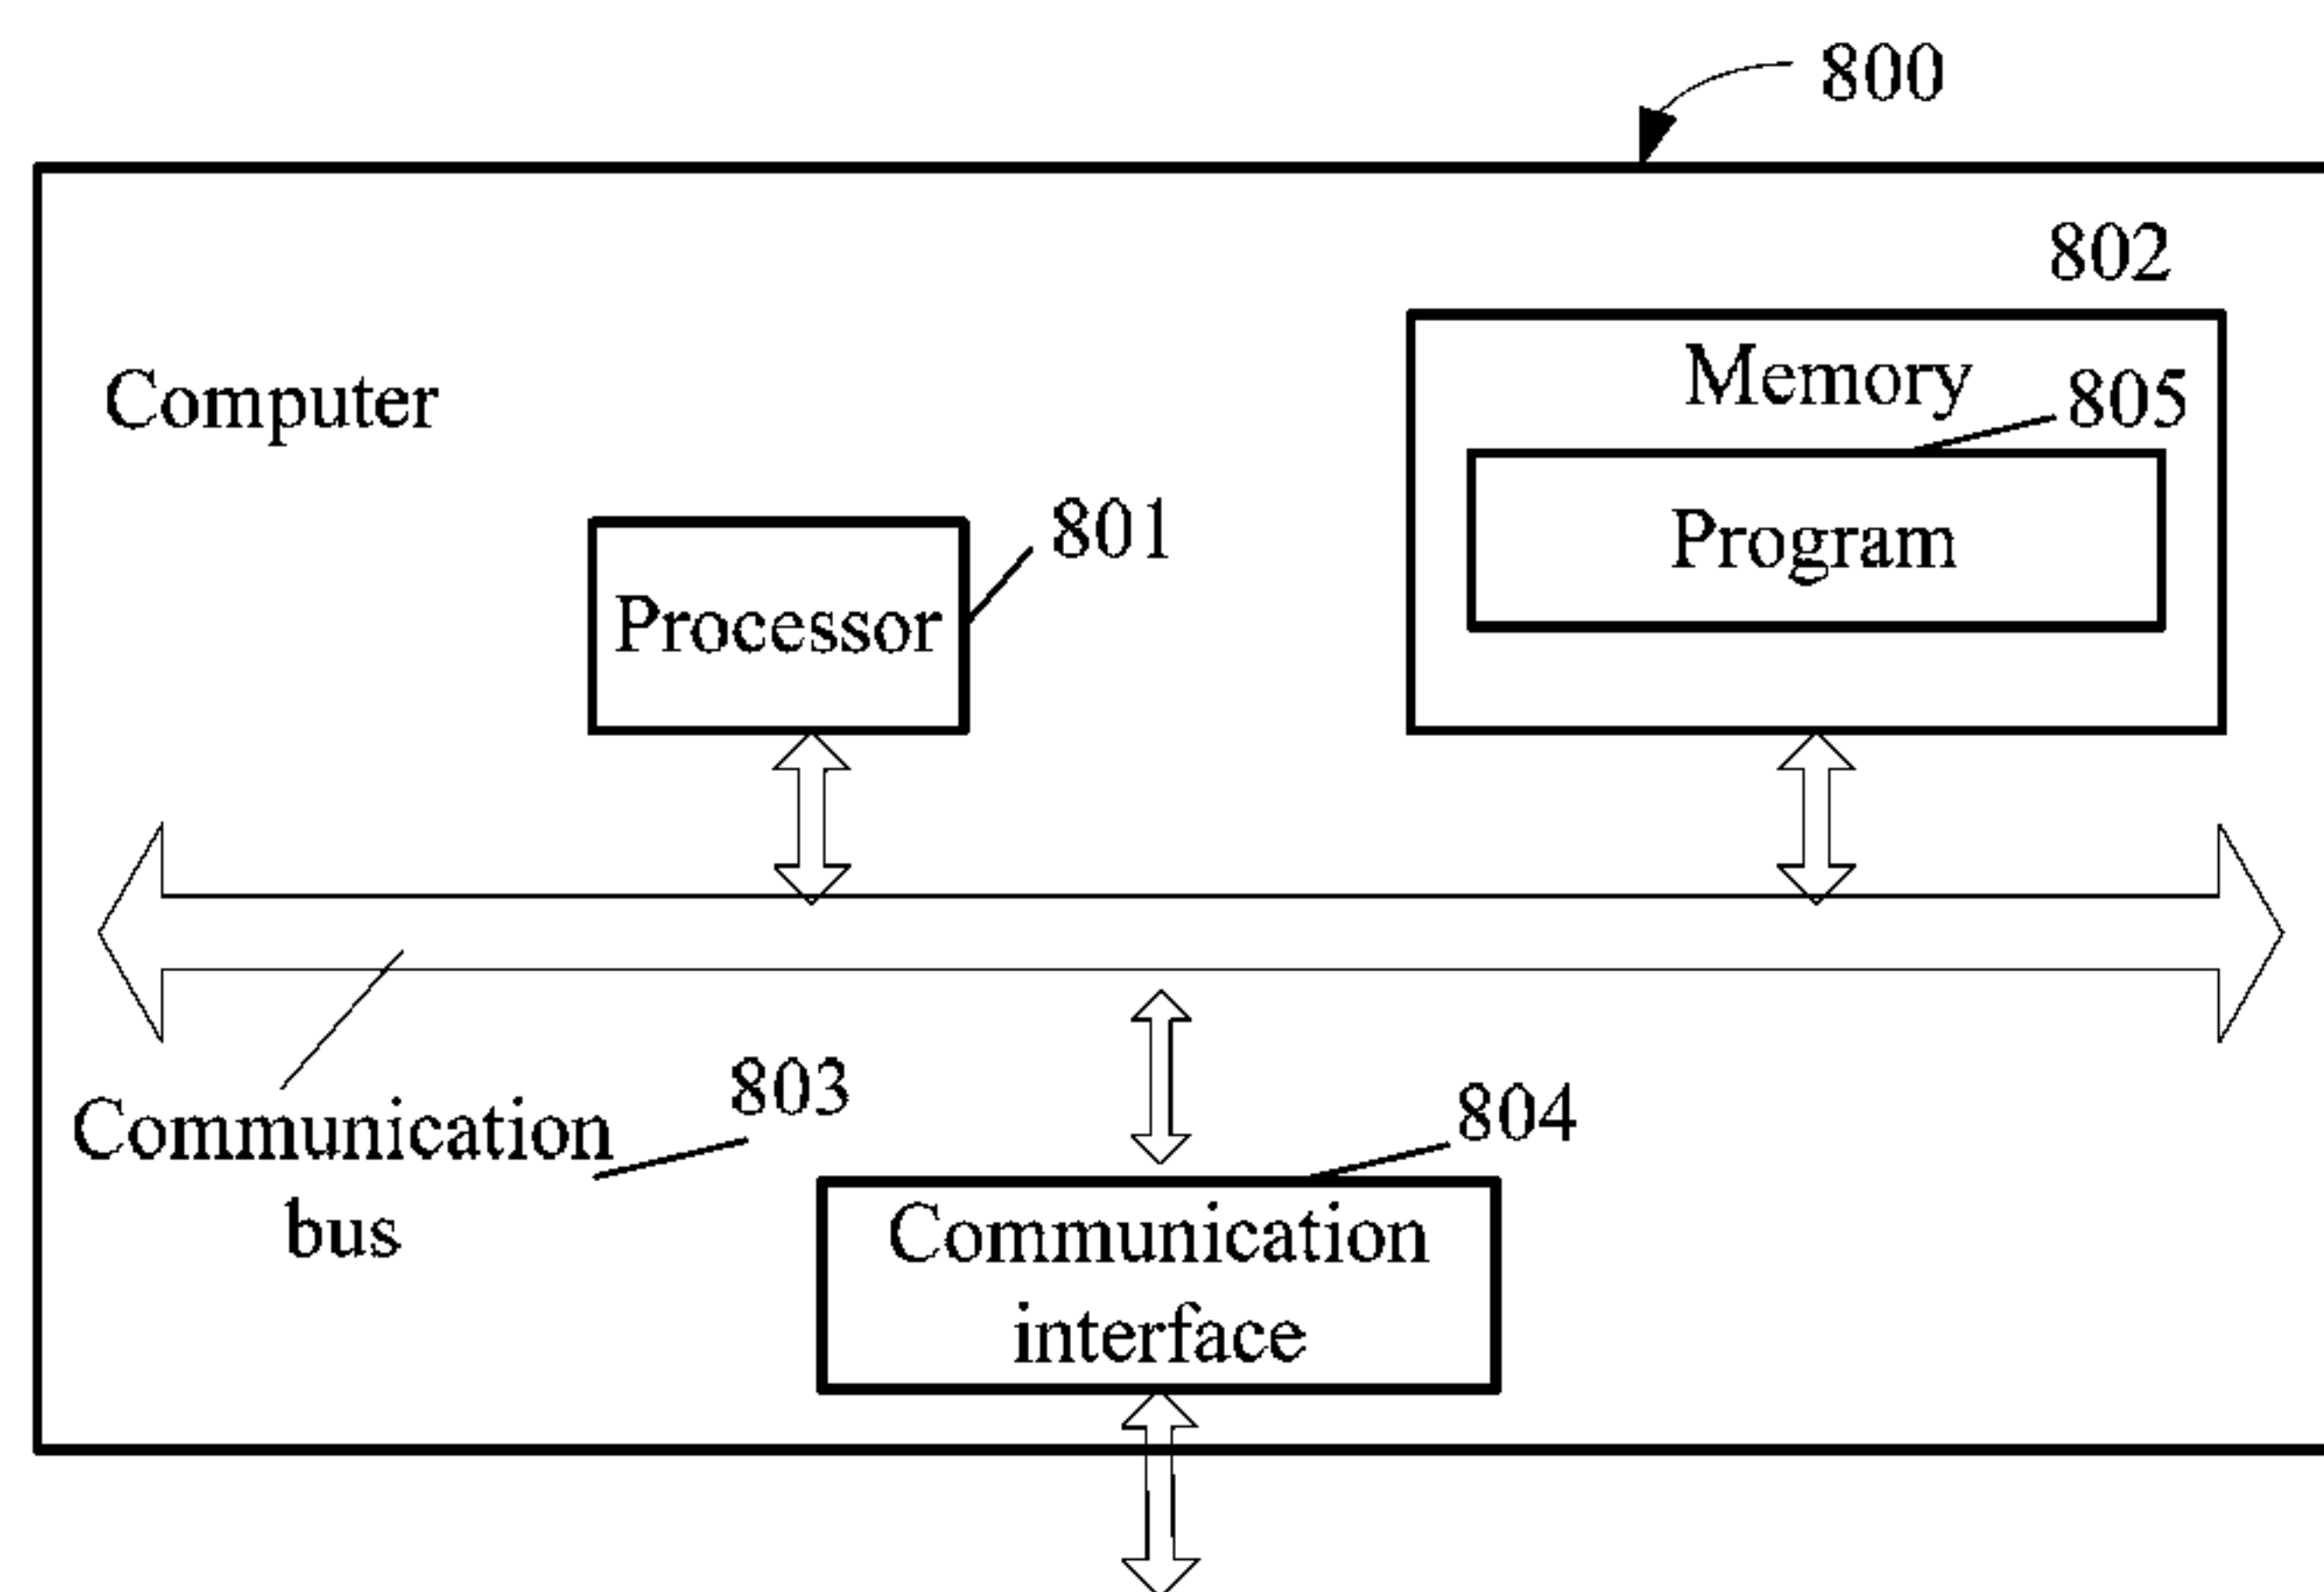 800
802
Computer
Memory
805
Program
801
Processor
803
804
Communication
bus
Communication
interface